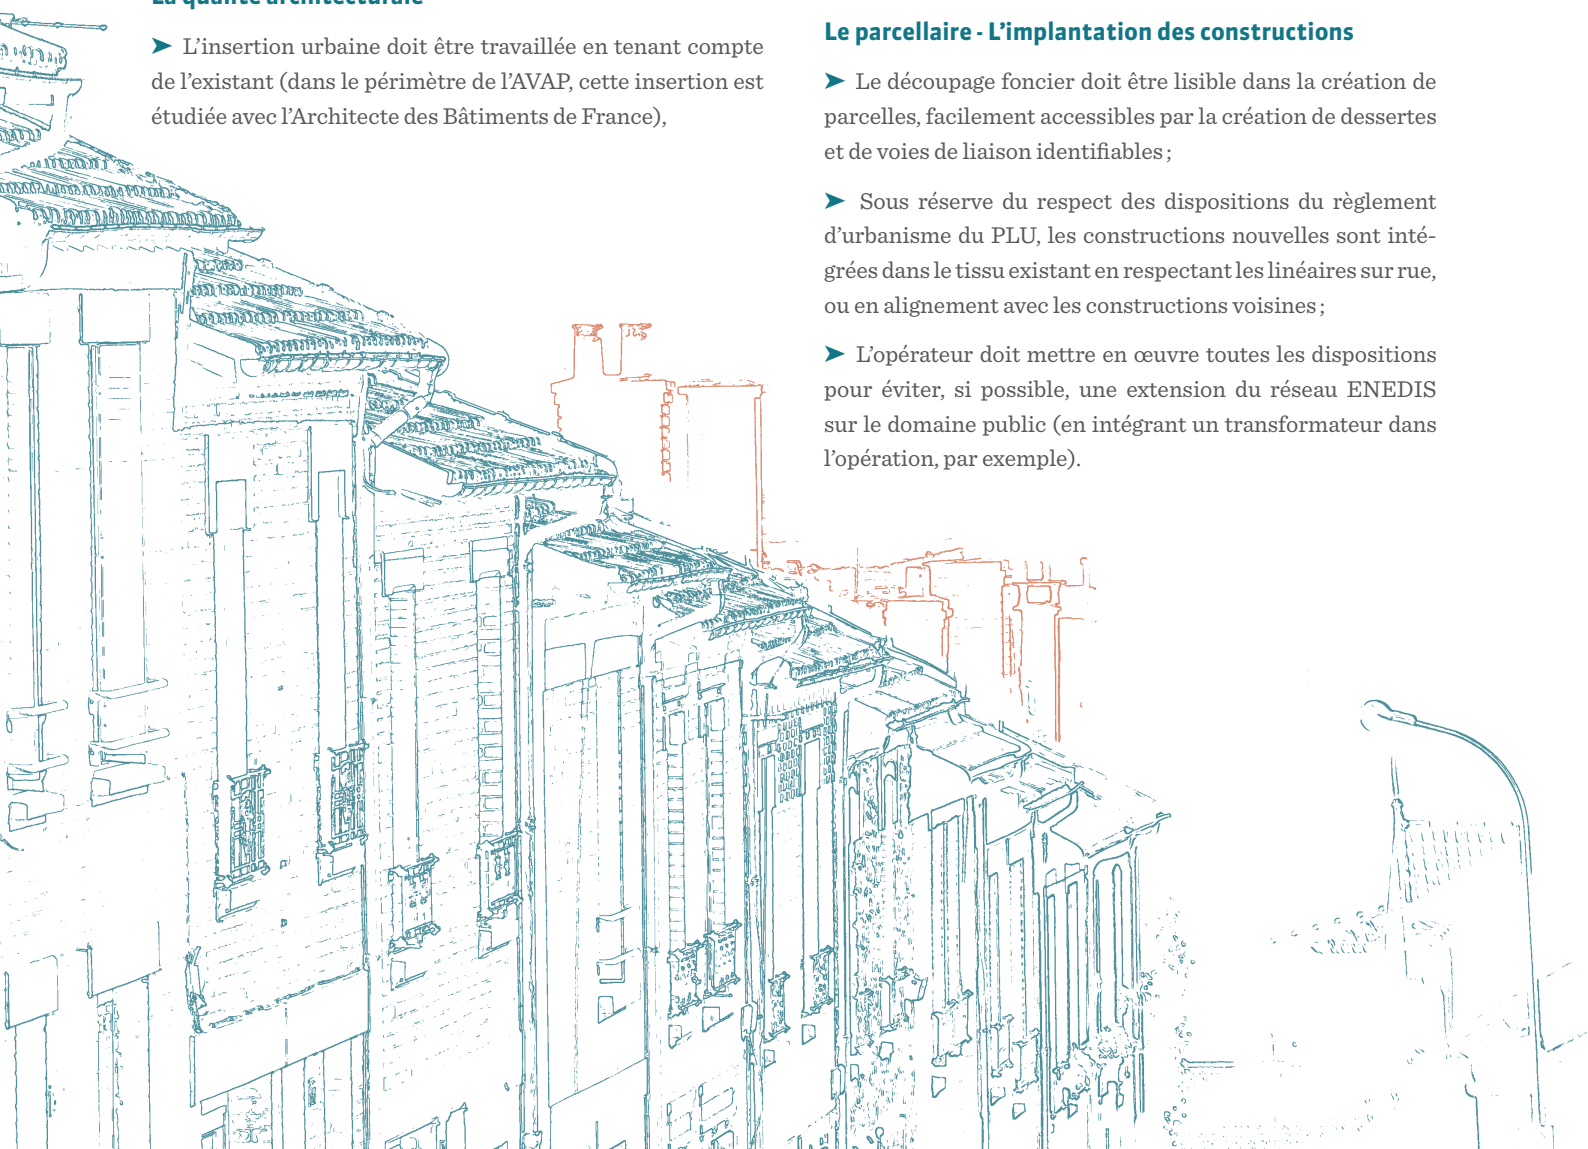 La qualité architecturale
➤ L’insertion urbaine doit être travaillée en tenant compte
de l’existant (dans le périmètre de l’AVAP, cette insertion est
étudiée avec l’Architecte des Bâtiments de France),
Le parcellaire - L’implantation des constructions
➤ Le découpage foncier doit être lisible dans la création de
parcelles, facilement accessibles par la création de dessertes
et de voies de liaison identifiables ;
➤ Sous réserve du respect des dispositions du règlement
d’urbanisme du PLU, les constructions nouvelles sont inté-
grées dans le tissu existant en respectant les linéaires sur rue,
ou en alignement avec les constructions voisines ;
➤ L’opérateur doit mettre en œuvre toutes les dispositions
pour éviter, si possible, une extension du réseau ENEDIS
sur le domaine public (en intégrant un transformateur dans
l’opération, par exemple).